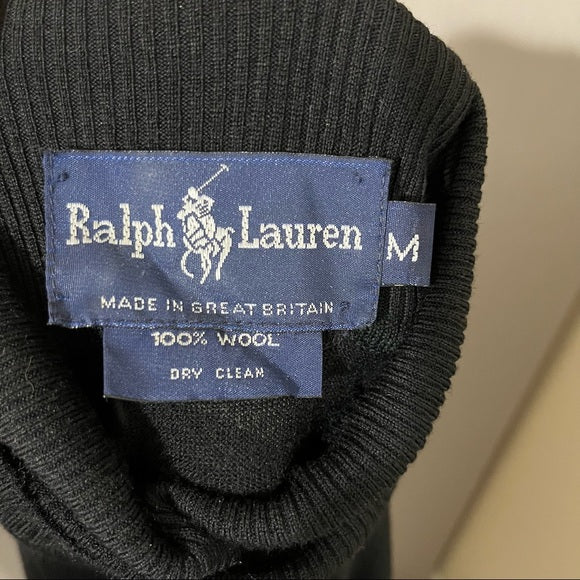 Ralph Lauren
M
MADE IN GREAT BRITAIN
100% WOOL
DRY CLEAN